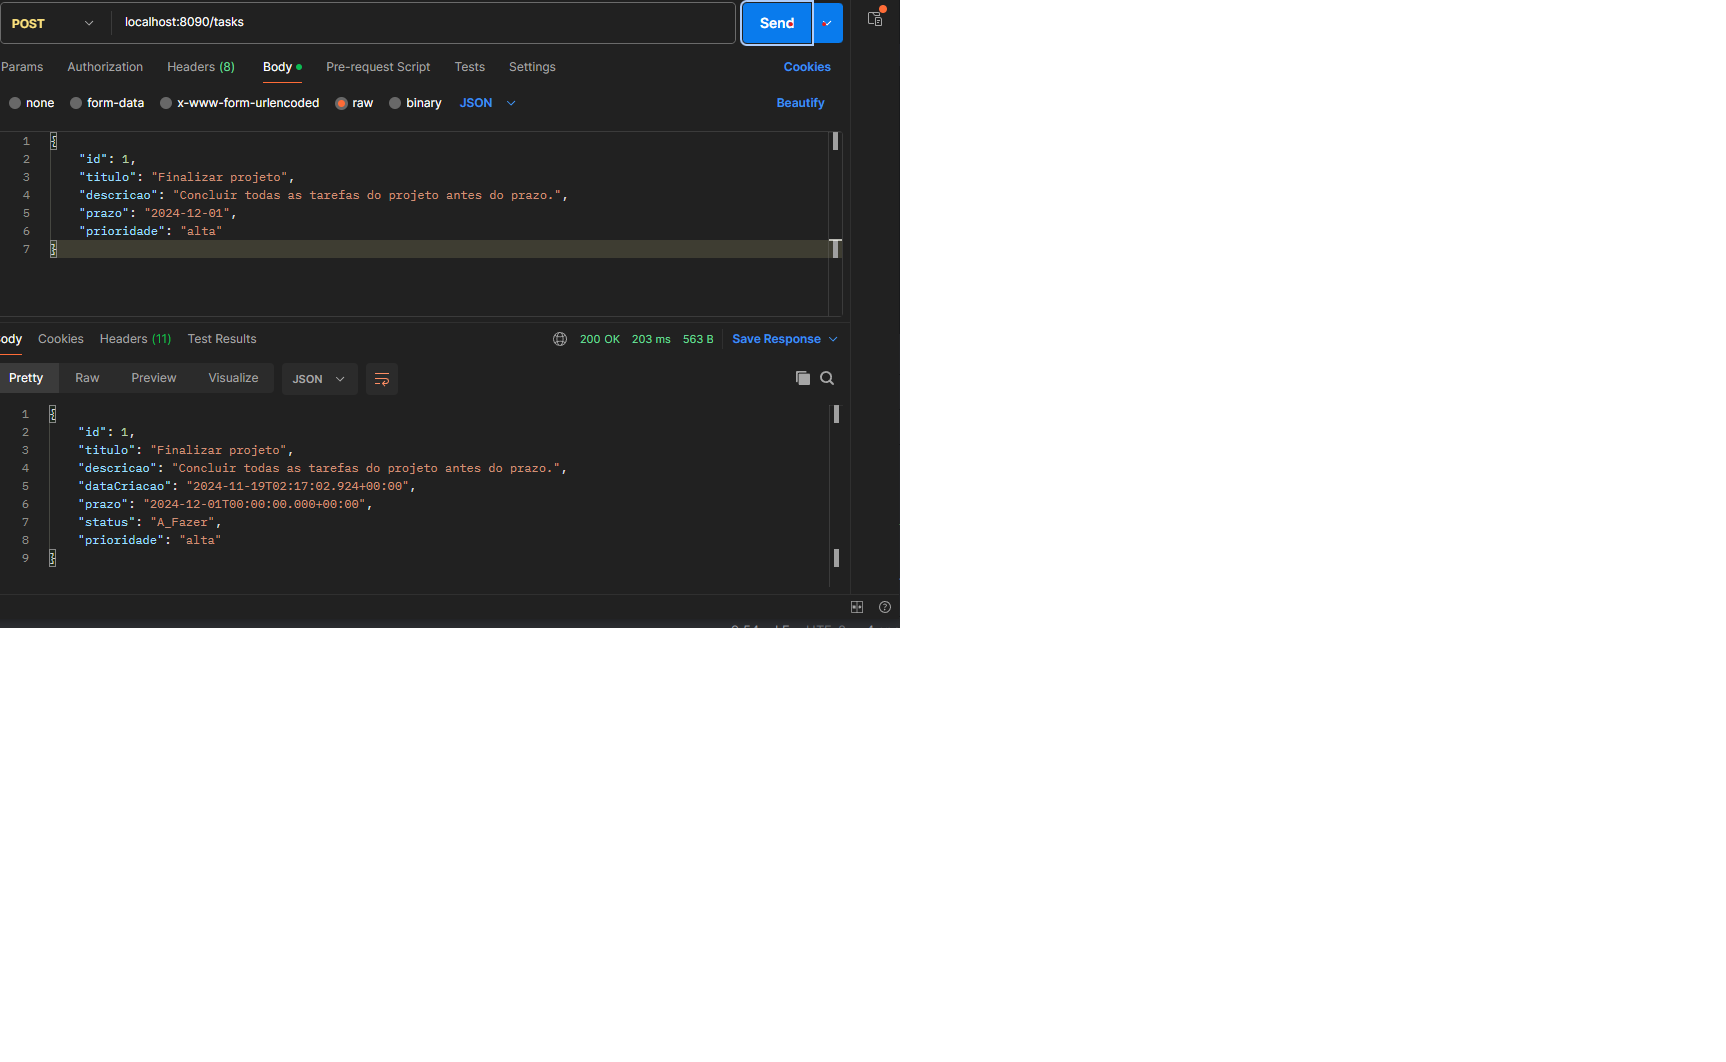 POST localhost:8090/tasks Send
Params Authorization Headers (8) Body Pre-request Script Tests Settings Cookies
none form-data x-www-form-urlencoded raw binary JSON Beautify
1 {
2 "id": 1,
3 "titulo": "Finalizar projeto",
4 "descricao": "Concluir todas as tarefas do projeto antes do prazo.",
5 "prazo": "2024-12-01",
6 "prioridade": "alta"
7 }
ody Cookies Headers (11) Test Results 200 OK 203 ms 563 B Save Response
Pretty Raw Preview Visualize JSON
1 {
2 "id": 1,
3 "titulo": "Finalizar projeto",
4 "descricao": "Concluir todas as tarefas do projeto antes do prazo.",
5 "dataCriacao": "2024-11-19T02:17:02.924+00:00",
6 "prazo": "2024-12-01T00:00:00.000+00:00",
7 "status": "A_Fazer",
8 "prioridade": "alta"
9 }